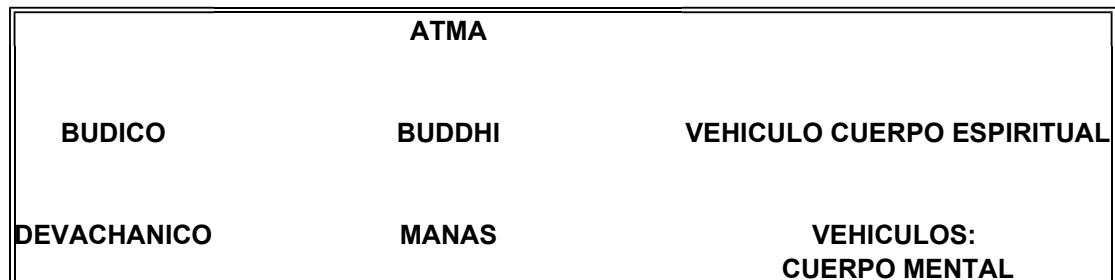 ATMA
BUDICO BUDDHI VEHICULO CUERPO ESPIRITUAL
DEVACHANICO MANAS VEHICULOS:
CUERPO MENTAL